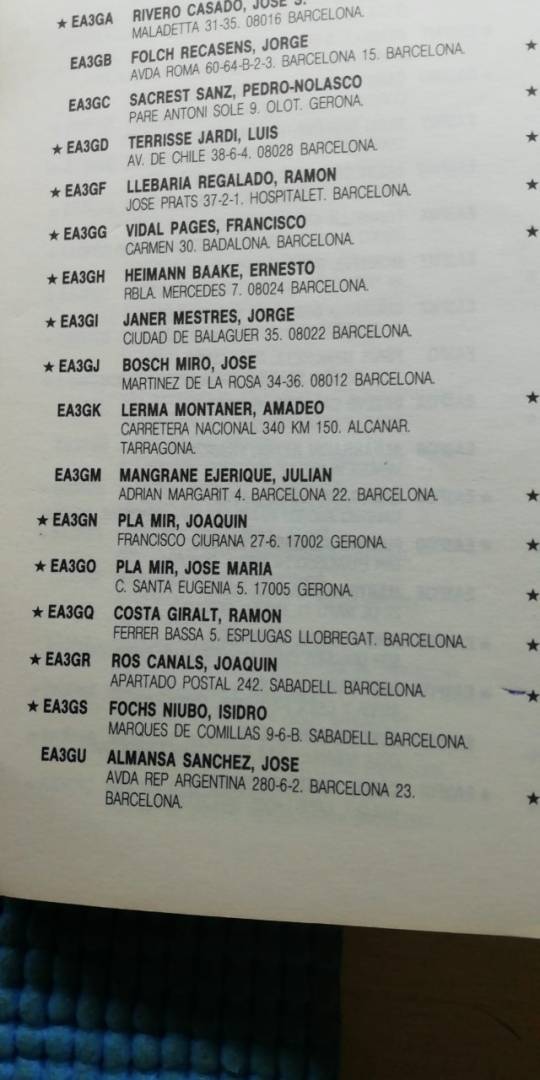 ★ EA3GA RIVERO CASADO, JOSE S.
MALADETTA 31-35. 08016 BARCELONA.
EA3GB FOLCH RECASENS, JORGE
AVDA ROMA 60-64-B-2-3. BARCELONA 15. BARCELONA.
EA3GC SACREST SANZ, PEDRO-NOLASCO
PARE ANTONI SOLE 9. OLOT. GERONA.
★ EA3GD TERRISSE JARDI, LUIS
AV. DE CHILE 38-6-4. 08028 BARCELONA.
★ EA3GF LLEBARIA REGALADO, RAMON
JOSE PRATS 37-2-1. HOSPITALET. BARCELONA.
★ EA3GG VIDAL PAGES, FRANCISCO
CARMEN 30. BADALONA. BARCELONA.
★ EA3GH HEIMANN BAAKE, ERNESTO
RBLA. MERCEDES 7. 08024 BARCELONA.
★ EA3GI JANER MESTRES, JORGE
CIUDAD DE BALAGUER 35. 08022 BARCELONA.
★ EA3GJ BOSCH MIRO, JOSE
MARTINEZ DE LA ROSA 34-36. 08012 BARCELONA.
EA3GK LERMA MONTANER, AMADEO
CARRETERA NACIONAL 340 KM 150. ALCANAR.
TARRAGONA.
EA3GM MANGRANE EJERIQUE, JULIAN
ADRIAN MARGARIT 4. BARCELONA 22. BARCELONA.
★ EA3GN PLA MIR, JOAQUIN
FRANCISCO CIURANA 27-6. 17002 GERONA.
★ EA3GO PLA MIR, JOSE MARIA
C. SANTA EUGENIA 5. 17005 GERONA.
★ EA3GQ COSTA GIRALT, RAMON
FERRER BASSA 5. ESPLUGAS LLOBREGAT. BARCELONA.
★ EA3GR ROS CANALS, JOAQUIN
APARTADO POSTAL 242. SABADELL. BARCELONA.
★ EA3GS FOCHS NIUBO, ISIDRO
MARQUES DE COMILLAS 9-6-B. SABADELL. BARCELONA.
EA3GU ALMANSA SANCHEZ, JOSE
AVDA REP ARGENTINA 280-6-2. BARCELONA 23.
BARCELONA.